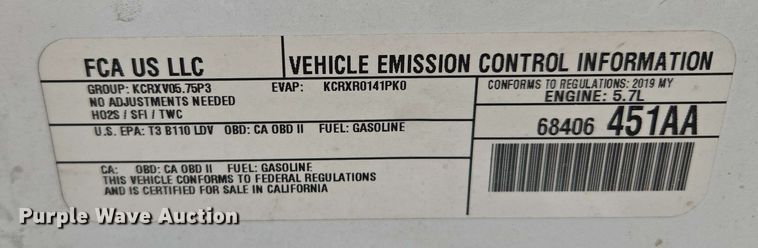 FCA US LLC
VEHICLE EMISSION CONTROL INFORMATION
GROUP: KCRXV05.75P3 EVAP: KCRXR0141PK0
NO ADJUSTMENTS NEEDED
HO2S / SFI / TWC
CONFORMS TO REGULATIONS: 2019 MY
ENGINE: 5.7L
U.S. EPA: T3 B110 LDV OBD: CA OBD II FUEL: GASOLINE
68406 451AA
CA: OBD: CA OBD II FUEL: GASOLINE
THIS VEHICLE CONFORMS TO FEDERAL REGULATIONS
AND IS CERTIFIED FOR SALE IN CALIFORNIA
Purple Wave Auction